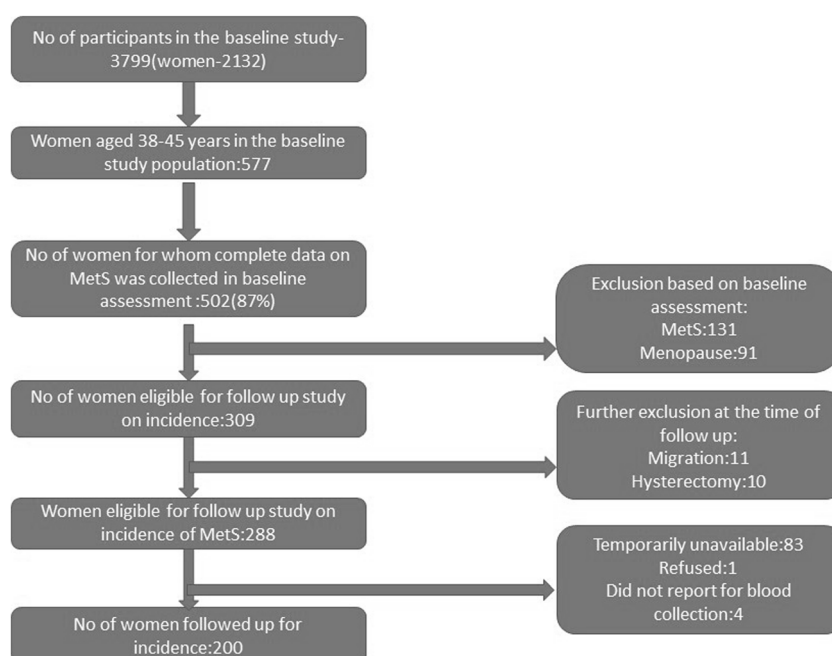 No of participants in the baseline study-
3799(women-2132)
Women aged 38-45 years in the baseline
study population:577
No of women for whom complete data on
MetS was collected in baseline
assessment :502(87%)
Exclusion based on baseline
assessment:
MetS:131
Menopause:91
No of women eligible for follow up study
on incidence:309
Further exclusion at the time of
follow up:
Migration:11
Hysterectomy:10
Women eligible for follow up study on
incidence of MetS:288
Temporarily unavailable:83
Refused:1
Did not report for blood
collection:4
No of women followed up for
incidence:200